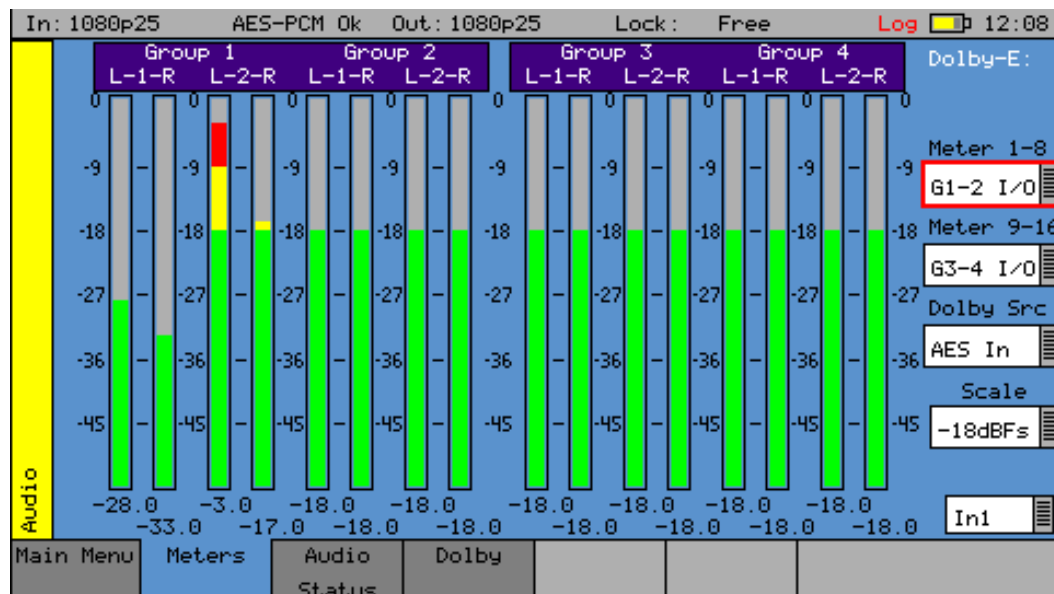 In: 1080p25 AES-PCM Ok Out: 1080p25 Lock: Free Log 12:08
Group 1 Group 2 Group 3 Group 4 Dolby-E:
L-1-R L-2-R L-1-R L-2-R L-1-R L-2-R L-1-R L-2-R
0 0 0 0 0 0 0 0 0
Meter 1-8
-9 -9 -9 -9 -9 -9 -9 -9 -9
G1-2 I/O
-18 -18 -18 -18 -18 -18 -18 -18 -18 Meter 9-16
G3-4 I/O
-27 -27 -27 -27 -27 -27 -27 -27 -27
Dolby Src
-36 -36 -36 -36 -36 -36 -36 -36 -36 AES In
Scale
-45 -45 -45 -45 -45 -45 -45 -45 -45 -18dBFs
-28.0 -3.0 -18.0 -18.0 -18.0 -18.0 -18.0 -18.0
-33.0 -17.0 -18.0 -18.0 -18.0 -18.0 -18.0 -18.0
In1
Audio
Main Menu Meters Audio Dolby
Status